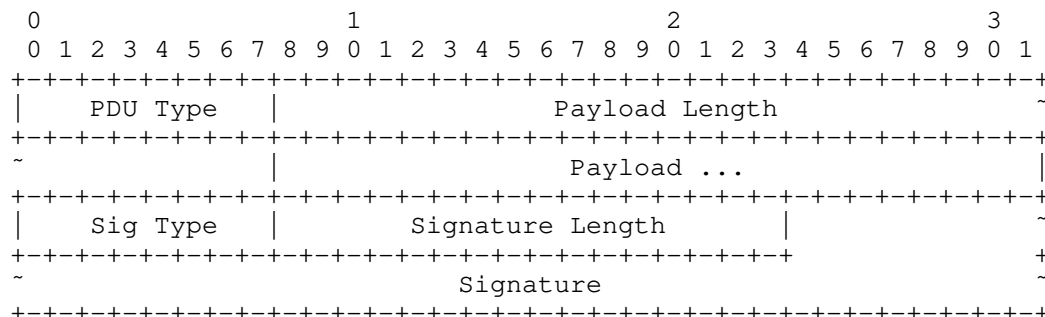 0                   1                   2                   3
 0 1 2 3 4 5 6 7 8 9 0 1 2 3 4 5 6 7 8 9 0 1 2 3 4 5 6 7 8 9 0 1
+-+-+-+-+-+-+-+-+-+-+-+-+-+-+-+-+-+-+-+-+-+-+-+-+-+-+-+-+-+-+-+-+
|    PDU Type   |                 Payload Length                ~
+-+-+-+-+-+-+-+-+-+-+-+-+-+-+-+-+-+-+-+-+-+-+-+-+-+-+-+-+-+-+-+-+
~               |                  Payload ...                  |
+-+-+-+-+-+-+-+-+-+-+-+-+-+-+-+-+-+-+-+-+-+-+-+-+-+-+-+-+-+-+-+-+
|    Sig Type   |        Signature Length       |               ~
+-+-+-+-+-+-+-+-+-+-+-+-+-+-+-+-+-+-+-+-+-+-+-+-+               +
~                           Signature                           ~
+-+-+-+-+-+-+-+-+-+-+-+-+-+-+-+-+-+-+-+-+-+-+-+-+-+-+-+-+-+-+-+-+